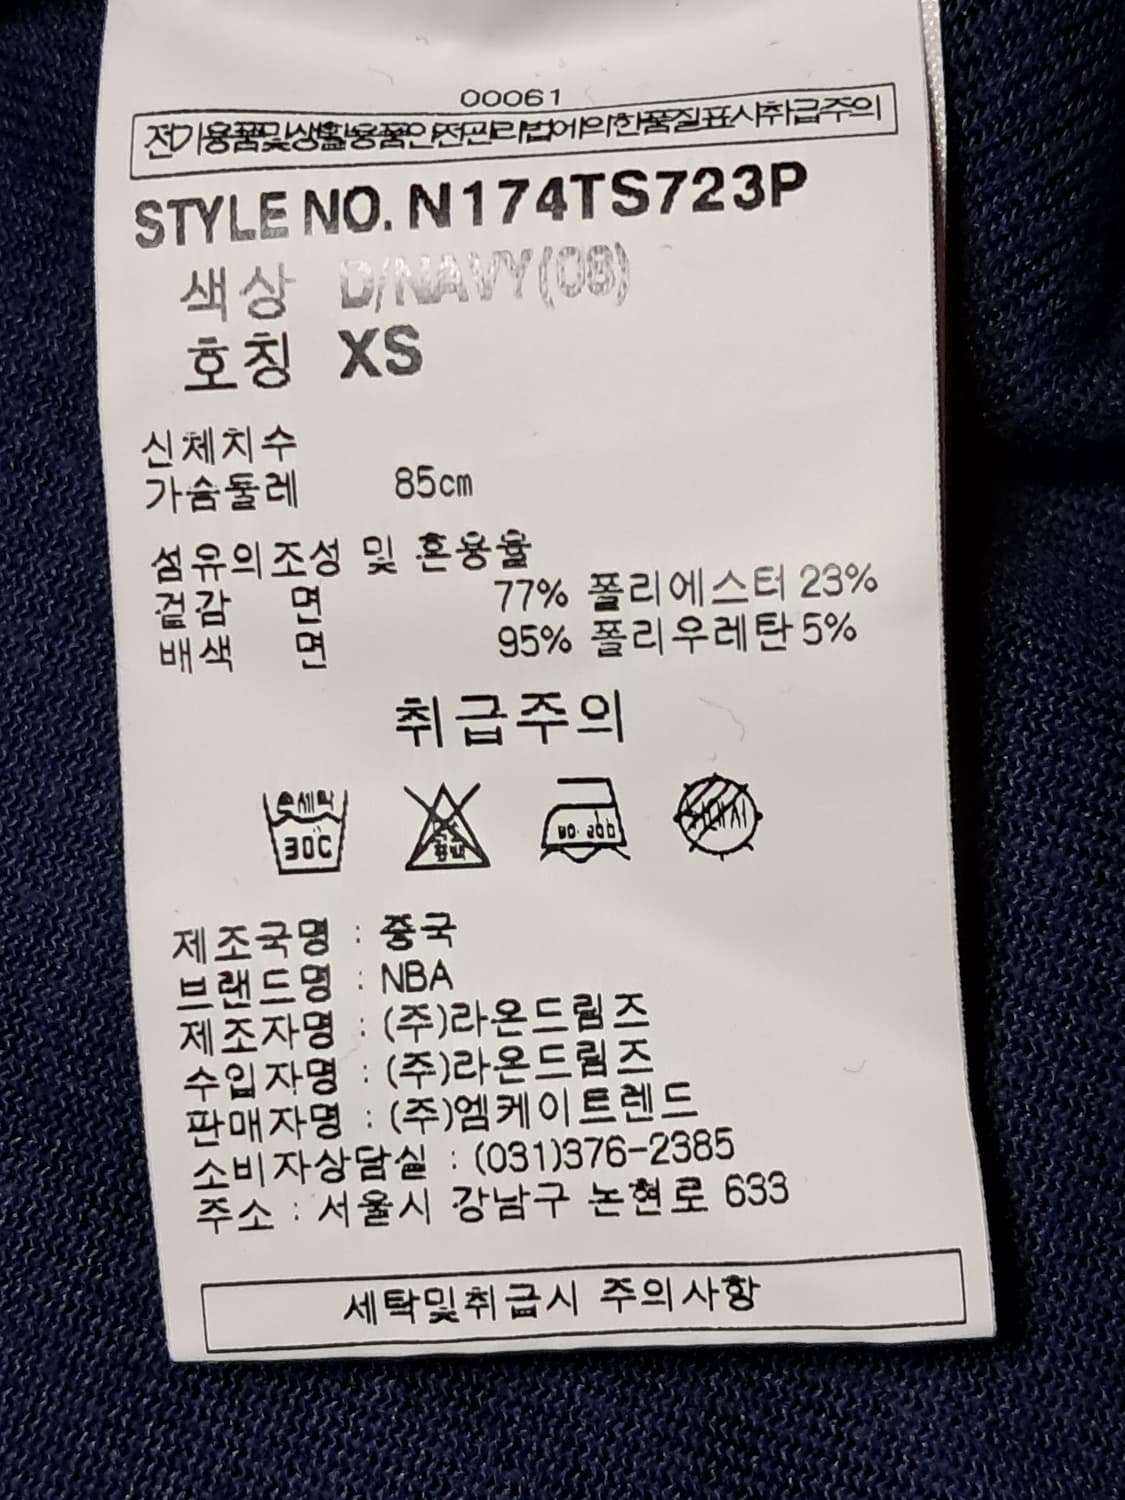 00061
전기용품및생활용품안전관리법에의한품질표시취급주의
STYLE NO. N174TS723P
색상 D/NAVY(08)
호칭 XS
신체치수
가슴둘레 85cm
섬유의조성 및 혼용율
겉감 면 77% 폴리에스터 23%
배색 면 95% 폴리우레탄 5%
취급주의
손세탁
30C
제조국명 : 중국
브랜드명 : NBA
제조자명 : (주)라온드림즈
수입자명 : (주)라온드림즈
판매자명 : (주)엠케이트렌드
소비자상담실 : (031)376-2385
주소 : 서울시 강남구 논현로 633
세탁및취급시 주의사항